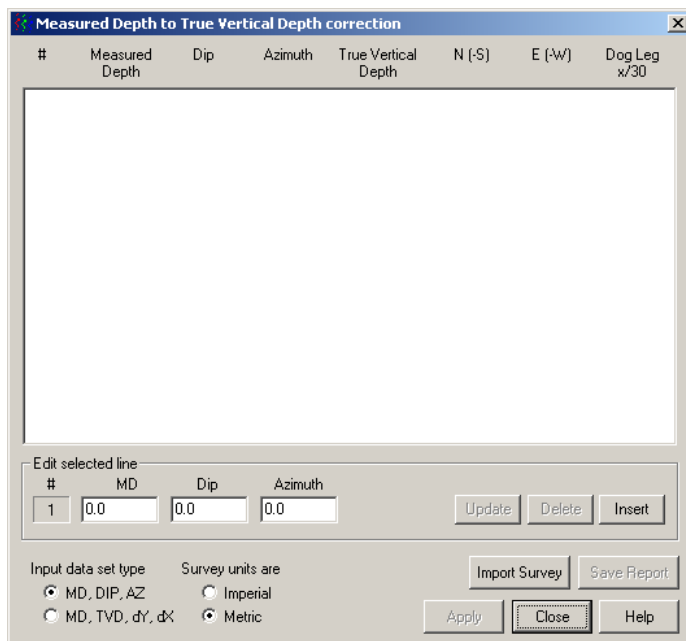 Measured Depth to True Vertical Depth correction
# Measured Depth Dip Azimuth True Vertical Depth N (-S) E (-W) Dog Leg x/30
Edit selected line
# MD Dip Azimuth
1 0.0 0.0 0.0 Update Delete Insert
Input data set type Survey units are Import Survey Save Report
MD, DIP, AZ Imperial
MD, TVD, dY, dX Metric Apply Close Help